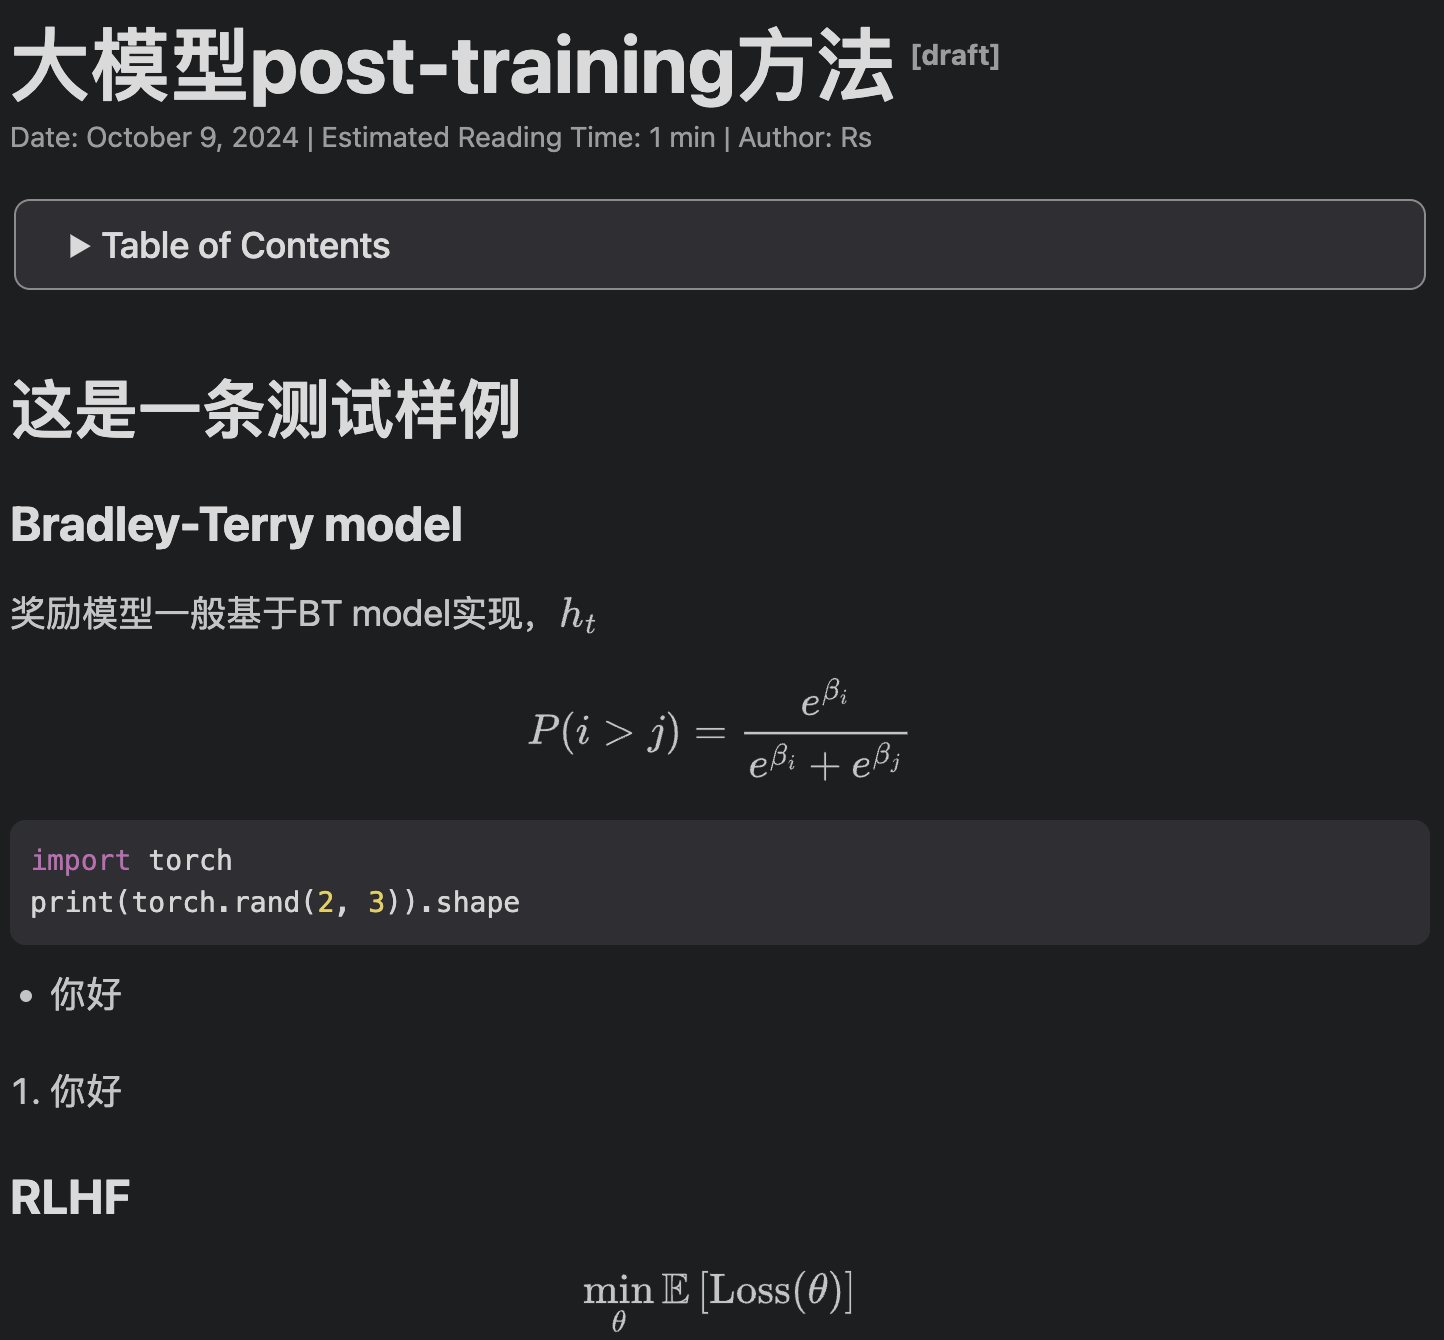 大模型post-training方法 [draft]
Date: October 9, 2024 | Estimated Reading Time: 1 min | Author: Rs
▶ Table of Contents
这是一条测试样例
Bradley-Terry model
奖励模型一般基于BT model实现，$h_t$
$$P(i > j) = \frac{e^{\beta_i}}{e^{\beta_i} + e^{\beta_j}}$$
import torch
print(torch.rand(2, 3)).shape
• 你好
1. 你好
RLHF
$$\min_{\theta} \mathbb{E} \left[ \text{Loss}(\theta) \right]$$